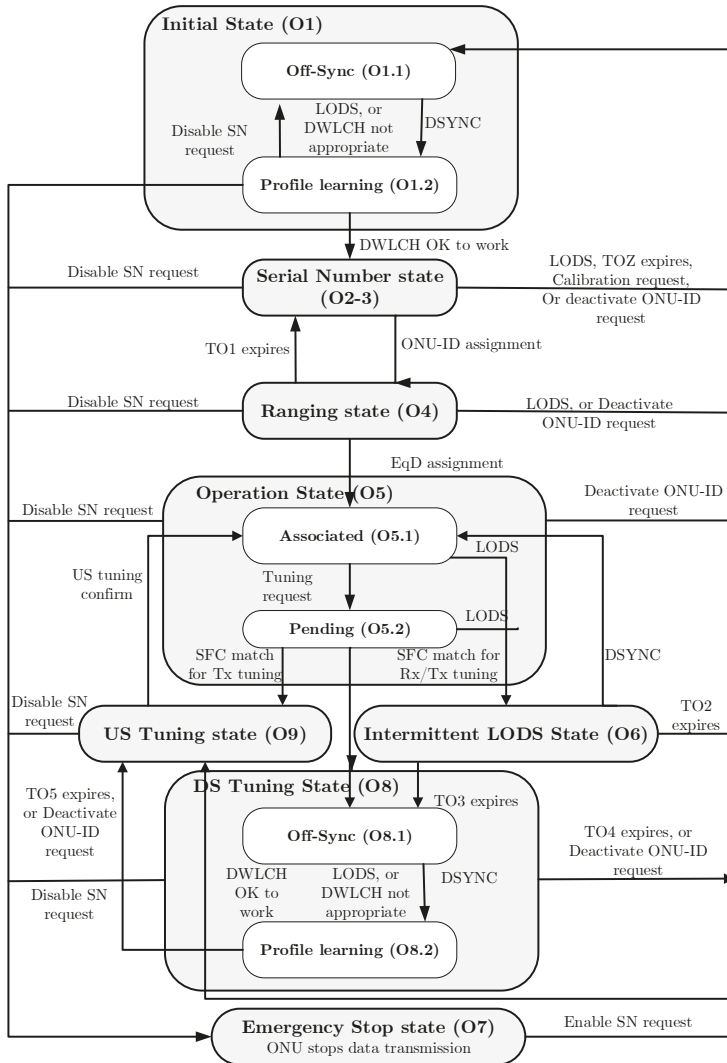 Initial State (O1)
Off-Sync (O1.1)
Disable SN
request
LODS, or
DWLCH not
appropriate
DSYNC
Profile learning (O1.2)
DWLCH OK to work
Disable SN request
Serial Number state
(O2-3)
LODS, TOZ expires,
Calibration request,
Or deactivate ONU-ID
request
TO1 expires
ONU-ID assignment
Disable SN request
Ranging state (O4)
LODS, or Deactivate
ONU-ID request
EqD assignment
Operation State (O5)
Disable SN request
Deactivate ONU-ID
request
Associated (O5.1)
LODS
US tuning
confirm
Tuning
request
LODS
Pending (O5.2)
SFC match
for Tx tuning
SFC match for
Rx/Tx tuning
DSYNC
Disable SN
request
US Tuning state (O9)
Intermittent LODS State (O6)
TO2
expires
DS Tuning State (O8)
TO5 expires,
or Deactivate
ONU-ID
request
TO3 expires
Off-Sync (O8.1)
TO4 expires, or
Deactivate ONU-ID
request
DWLCH
OK to
work
LODS, or
DWLCH not
appropriate
DSYNC
Disable SN
request
Profile learning (O8.2)
Emergency Stop state (O7)
ONU stops data transmission
Enable SN request